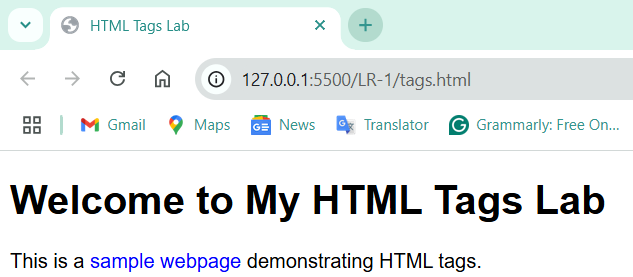 HTML Tags Lab
127.0.0.1:5500/LR-1/tags.html
Gmail Maps News Translator Grammarly: Free On...
Welcome to My HTML Tags Lab
This is a sample webpage demonstrating HTML tags.